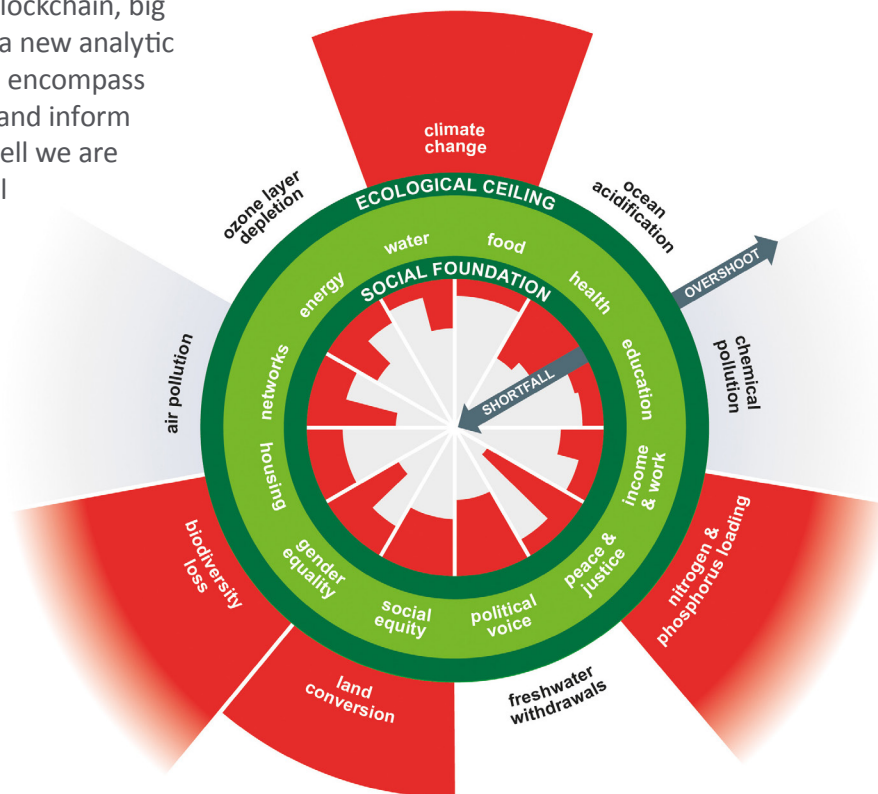 lockchain, big
a new analytic
encompass
and inform
ell we are
l
climate
change
ocean
acidification
OVERSHOOT
chemical
pollution
nitrogen &
phosphorus loading
freshwater
withdrawals
land
conversion
biodiversity
loss
air pollution
ozone layer
depletion
ECOLOGICAL CEILING
water
food
health
education
income
& work
peace &
justice
political
voice
social
equity
gender
equality
housing
networks
energy
SOCIAL FOUNDATION
SHORTFALL